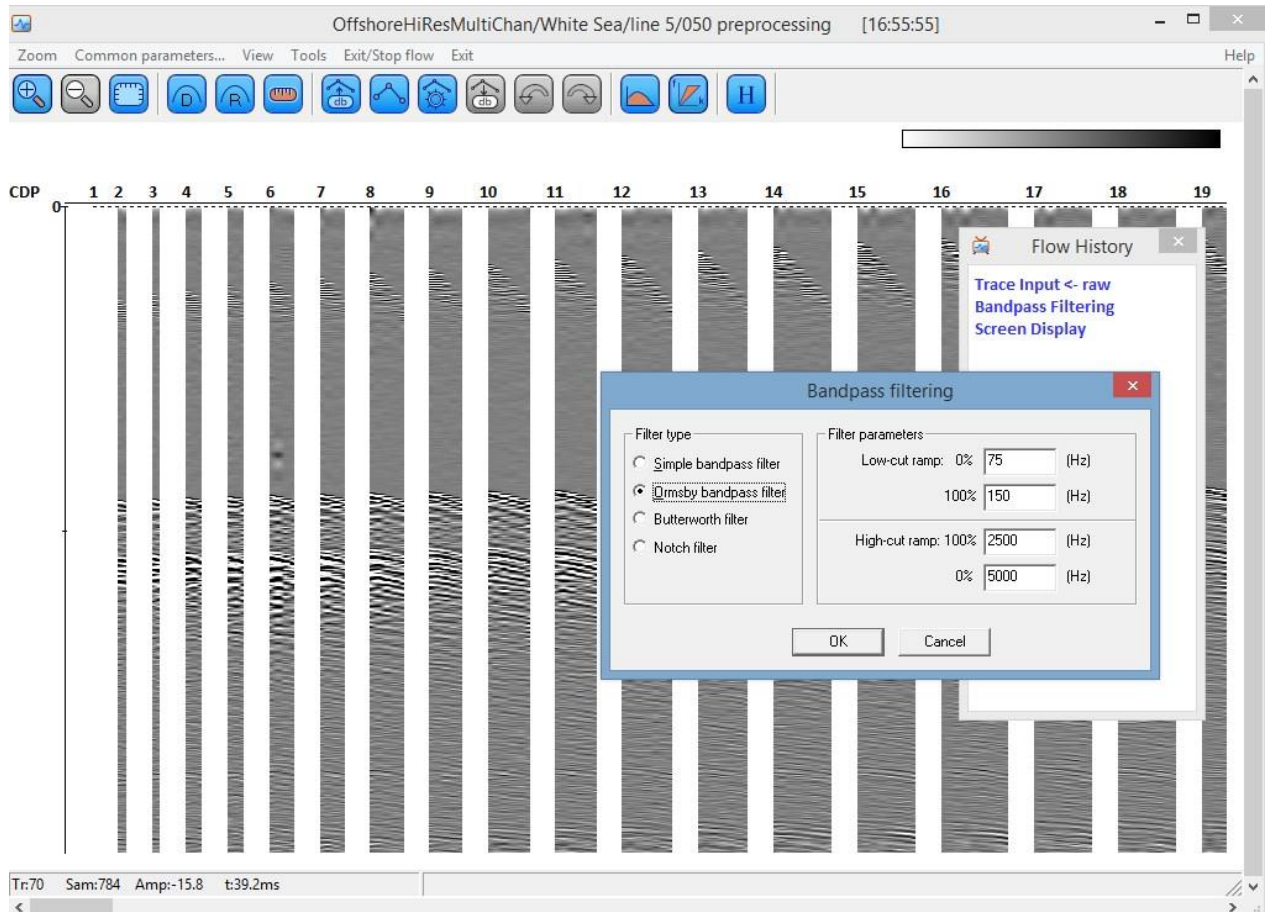 OffshoreHiResMultiChan/White Sea/line 5/050 preprocessing [16:55:55]
Zoom Common parameters... View Tools Exit/Stop flow Exit Help
D R db db f k H
CDP 1 2 3 4 5 6 7 8 9 10 11 12 13 14 15 16 17 18 19
0
Flow History
Trace Input <- raw
Bandpass Filtering
Screen Display
Bandpass filtering
Filter type
Simple bandpass filter
Ormsby bandpass filter
Butterworth filter
Notch filter
Filter parameters
Low-cut ramp: 0% 75 (Hz)
100% 150 (Hz)
High-cut ramp: 100% 2500 (Hz)
0% 5000 (Hz)
OK Cancel
Tr:70 Sam:784 Amp:-15.8 t:39.2ms